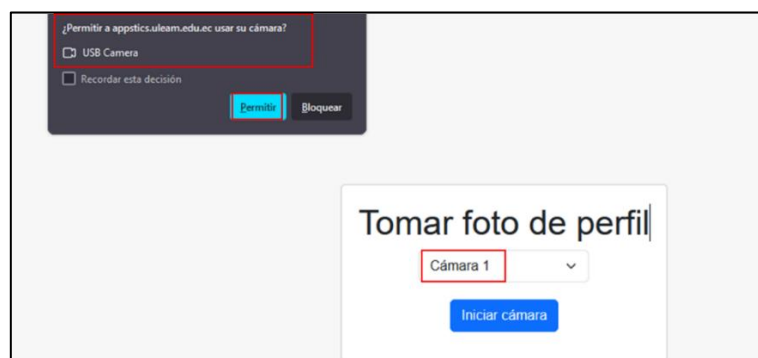 ¿Permitir a appstics.uleam.edu.ec usar su cámara?
USB Camera
Recordar esta decisión
Permitir
Bloquear
Tomar foto de perfil
Cámara 1
Iniciar cámara